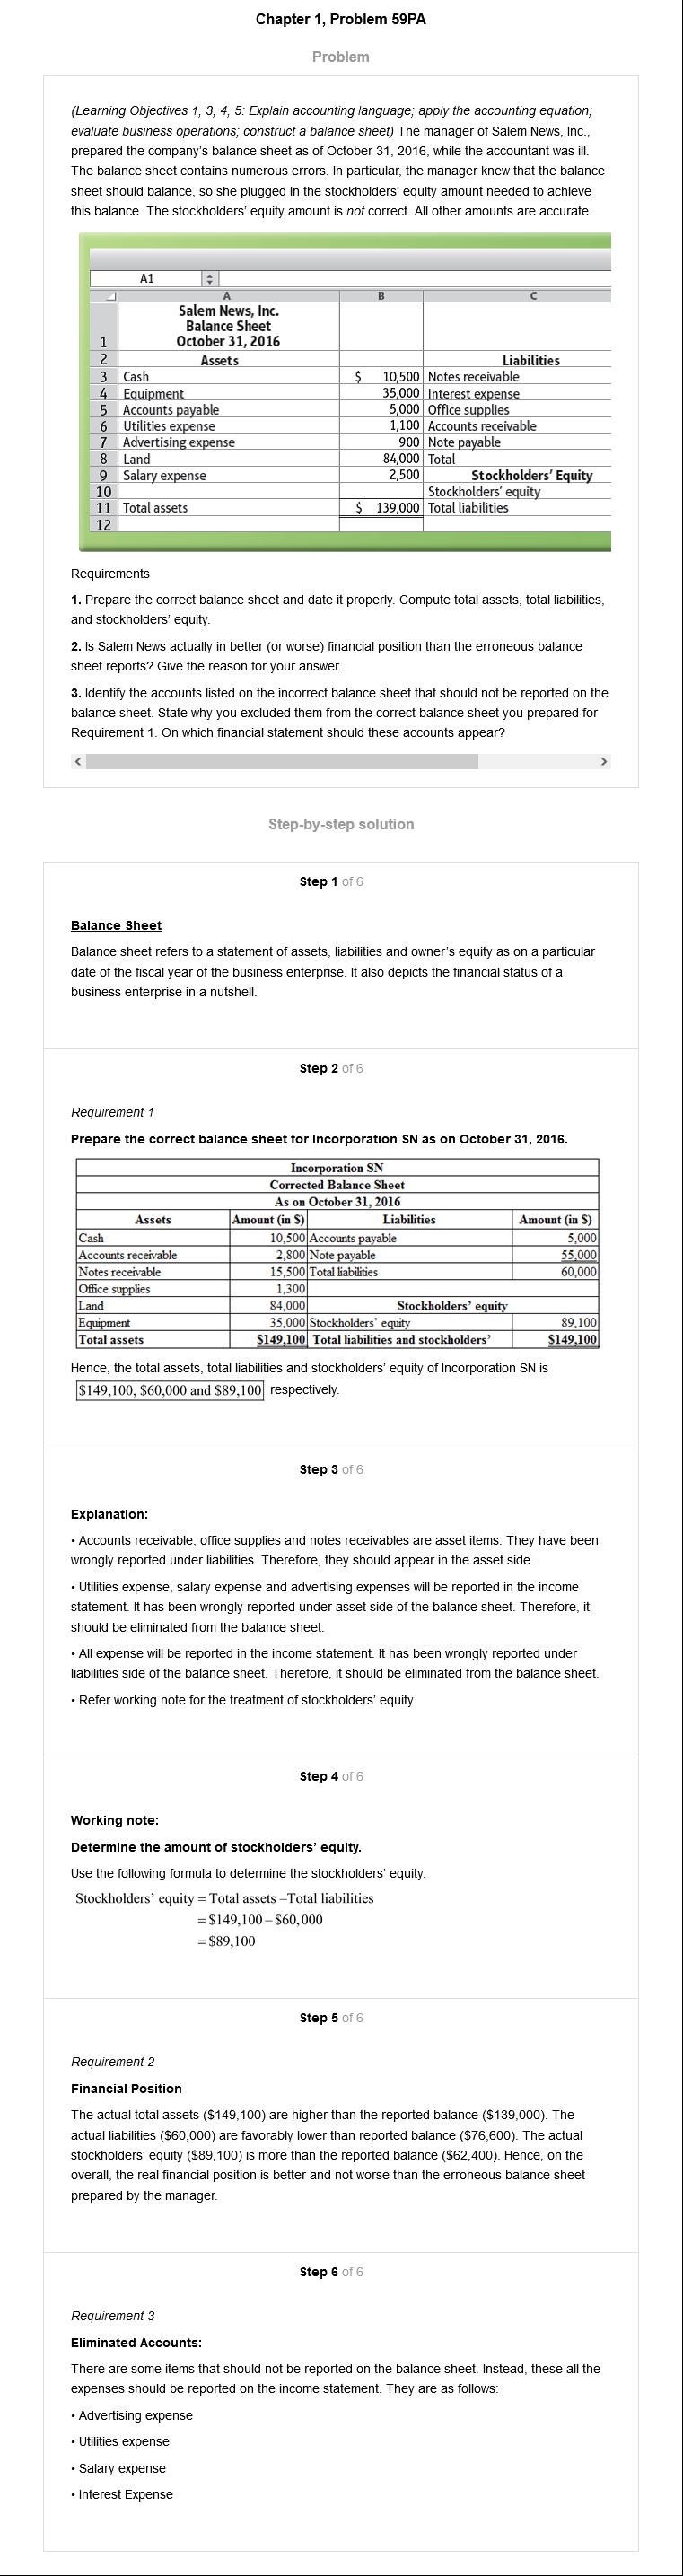 Chapter 1, Problem 59PA
Problem
(Learning Objectives 1, 3, 4, 5: Explain accounting language; apply the accounting equation;
evaluate business operations; construct a balance sheet) The manager of Salem News, Inc.,
prepared the company's balance sheet as of October 31, 2016, while the accountant was ill.
The balance sheet contains numerous errors. In particular, the manager knew that the balance
sheet should balance, so she plugged in the stockholders' equity amount needed to achieve
this balance. The stockholders' equity amount is not correct. All other amounts are accurate.
A1
A B C
Salem News, Inc.
Balance Sheet
1 October 31, 2016
2 Assets Liabilities
3 Cash $ 10,500 Notes receivable
4 Equipment 35,000 Interest expense
5 Accounts payable 5,000 Office supplies
6 Utilities expense 1,100 Accounts receivable
7 Advertising expense 900 Note payable
8 Land 84,000 Total
9 Salary expense 2,500 Stockholders' Equity
10 Stockholders' equity
11 Total assets $ 139,000 Total liabilities
12
Requirements
1. Prepare the correct balance sheet and date it properly. Compute total assets, total liabilities,
and stockholders' equity.
2. Is Salem News actually in better (or worse) financial position than the erroneous balance
sheet reports? Give the reason for your answer.
3. Identify the accounts listed on the incorrect balance sheet that should not be reported on the
balance sheet. State why you excluded them from the correct balance sheet you prepared for
Requirement 1. On which financial statement should these accounts appear?
Step-by-step solution
Step 1 of 6
Balance Sheet
Balance sheet refers to a statement of assets, liabilities and owner's equity as on a particular
date of the fiscal year of the business enterprise. It also depicts the financial status of a
business enterprise in a nutshell.
Step 2 of 6
Requirement 1
Prepare the correct balance sheet for Incorporation SN as on October 31, 2016.
Incorporation SN
Corrected Balance Sheet
As on October 31, 2016
Assets Amount (in $) Liabilities Amount (in $)
Cash 10,500 Accounts payable 5,000
Accounts receivable 2,800 Note payable 55,000
Notes receivable 15,500 Total liabilities 60,000
Office supplies 1,300
Land 84,000 Stockholders' equity
Equipment 35,000 Stockholders' equity 89,100
Total assets $149,100 Total liabilities and stockholders' $149,100
Hence, the total assets, total liabilities and stockholders' equity of Incorporation SN is
$149,100, $60,000 and $89,100 respectively.
Step 3 of 6
Explanation:
• Accounts receivable, office supplies and notes receivables are asset items. They have been
wrongly reported under liabilities. Therefore, they should appear in the asset side.
• Utilities expense, salary expense and advertising expenses will be reported in the income
statement. It has been wrongly reported under asset side of the balance sheet. Therefore, it
should be eliminated from the balance sheet.
• All expense will be reported in the income statement. It has been wrongly reported under
liabilities side of the balance sheet. Therefore, it should be eliminated from the balance sheet.
• Refer working note for the treatment of stockholders' equity.
Step 4 of 6
Working note:
Determine the amount of stockholders' equity.
Use the following formula to determine the stockholders' equity.
Stockholders' equity = Total assets –Total liabilities
= $149,100 – $60,000
= $89,100
Step 5 of 6
Requirement 2
Financial Position
The actual total assets ($149,100) are higher than the reported balance ($139,000). The
actual liabilities ($60,000) are favorably lower than reported balance ($76,600). The actual
stockholders' equity ($89,100) is more than the reported balance ($62,400). Hence, on the
overall, the real financial position is better and not worse than the erroneous balance sheet
prepared by the manager.
Step 6 of 6
Requirement 3
Eliminated Accounts:
There are some items that should not be reported on the balance sheet. Instead, these all the
expenses should be reported on the income statement. They are as follows:
• Advertising expense
• Utilities expense
• Salary expense
• Interest Expense